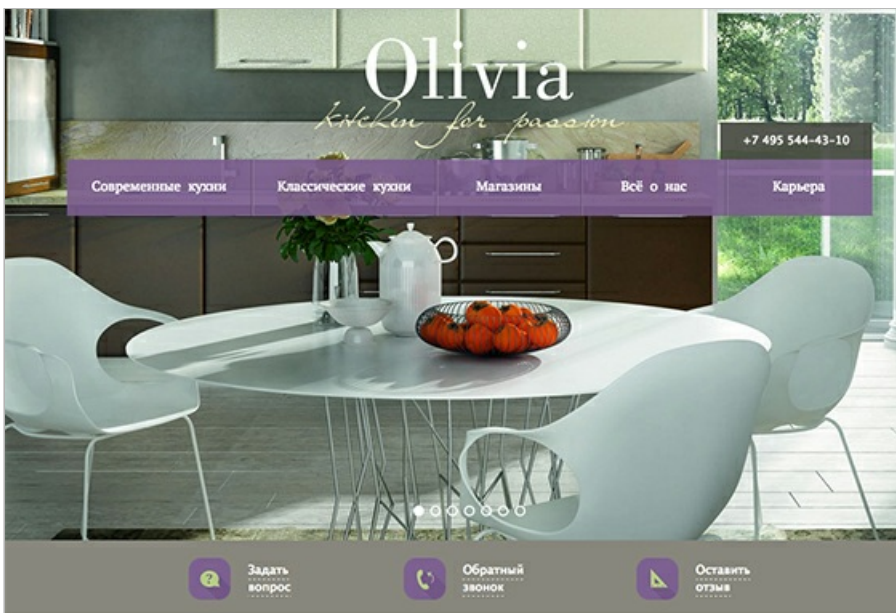 Olivia
kitchen for passion
+7 495 544-43-10
Современные кухни
Классические кухни
Магазины
Всё о нас
Карьера
Задать
вопрос
Обратный
звонок
Оставить
отзыв